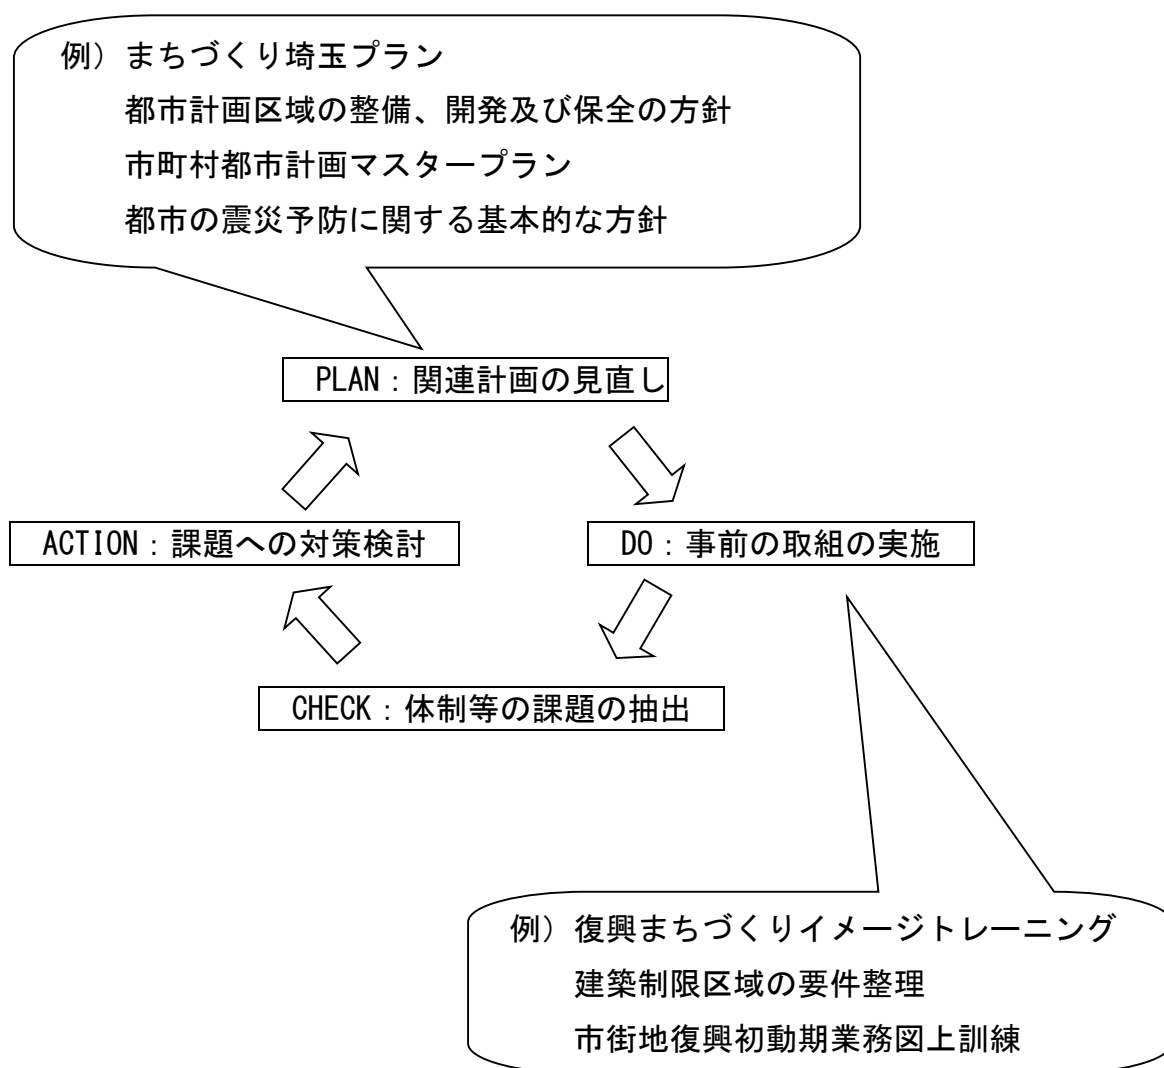 例）まちづくり埼玉プラン
都市計画区域の整備、開発及び保全の方針
市町村都市計画マスタープラン
都市の震災予防に関する基本的な方針
PLAN：関連計画の見直し
ACTION：課題への対策検討
DO：事前の取組の実施
CHECK：体制等の課題の抽出
例）復興まちづくりイメージトレーニング
建築制限区域の要件整理
市街地復興初動期業務図上訓練